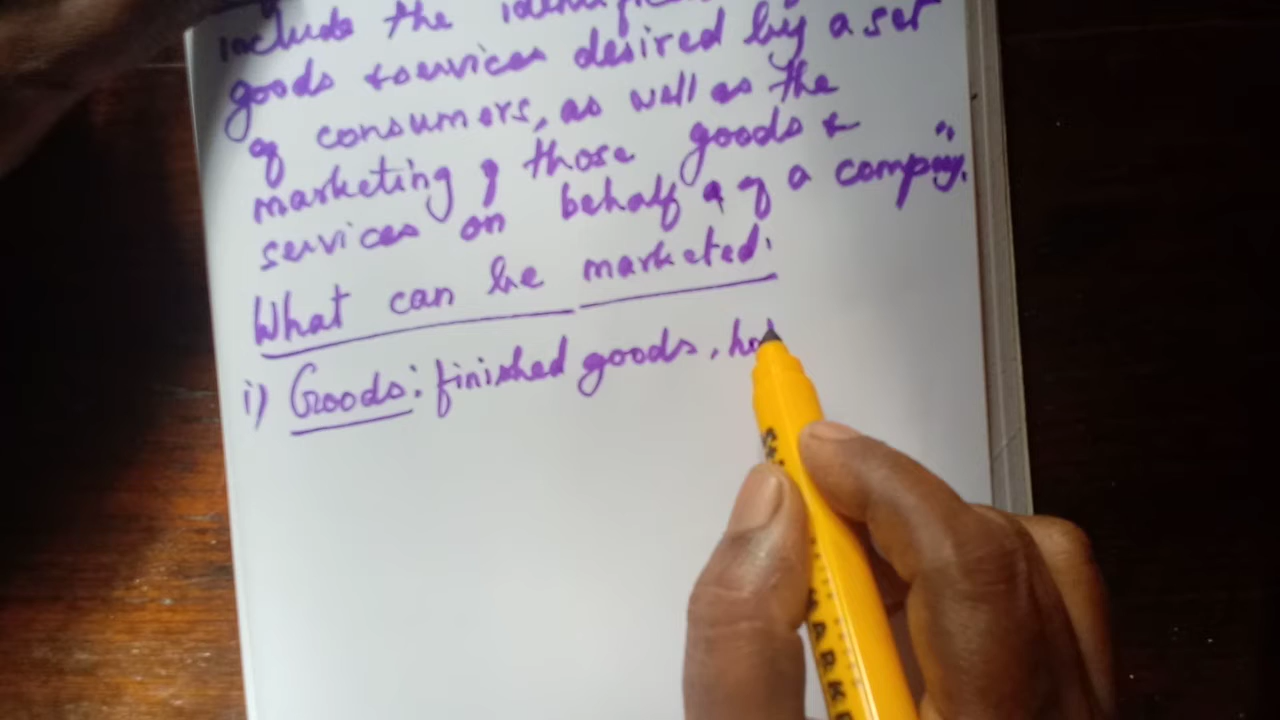 include the
goods & services desired by a set
of consumers, as well as the
marketing of those goods &
services on behalf of a company.
What can be marketed:
i) Goods: finished goods,
MARKE